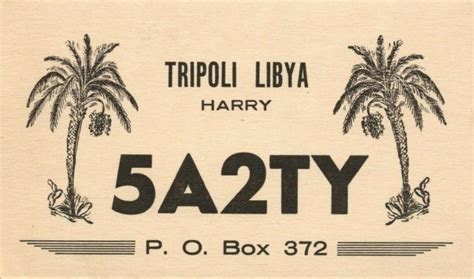 TRIPOLI LIBYA
HARRY
5A2TY
P. O. Box 372